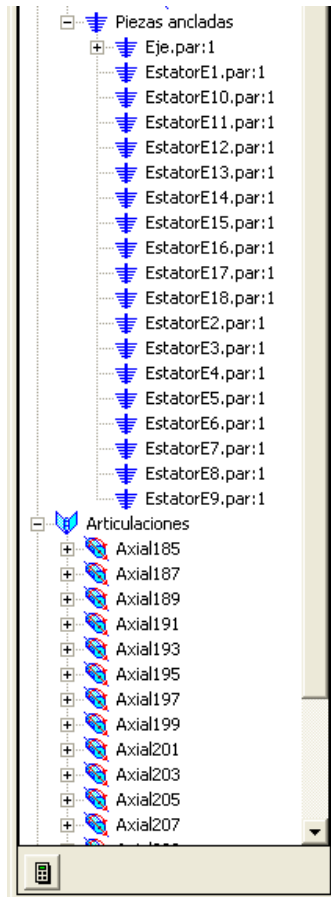 Piezas ancladas
Eje.par:1
EstatorE1.par:1
EstatorE10.par:1
EstatorE11.par:1
EstatorE12.par:1
EstatorE13.par:1
EstatorE14.par:1
EstatorE15.par:1
EstatorE16.par:1
EstatorE17.par:1
EstatorE18.par:1
EstatorE2.par:1
EstatorE3.par:1
EstatorE4.par:1
EstatorE5.par:1
EstatorE6.par:1
EstatorE7.par:1
EstatorE8.par:1
EstatorE9.par:1
Articulaciones
Axial185
Axial187
Axial189
Axial191
Axial193
Axial195
Axial197
Axial199
Axial201
Axial203
Axial205
Axial207